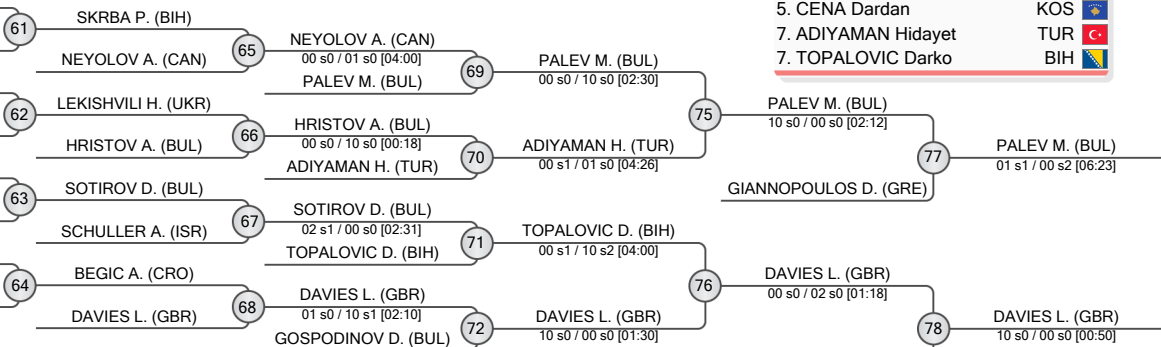 5. CENA Dardan KOS
7. ADIYAMAN Hidayet TUR
7. TOPALOVIC Darko BIH
61
SKRBA P. (BIH)
NEYOLOV A. (CAN)
62
LEKISHVILI H. (UKR)
HRISTOV A. (BUL)
63
SOTIROV D. (BUL)
SCHULLER A. (ISR)
64
BEGIC A. (CRO)
DAVIES L. (GBR)
65
NEYOLOV A. (CAN)
00 s0 / 01 s0 [04:00]
PALEV M. (BUL)
66
HRISTOV A. (BUL)
00 s0 / 10 s0 [00:18]
ADIYAMAN H. (TUR)
67
SOTIROV D. (BUL)
02 s1 / 00 s0 [02:31]
TOPALOVIC D. (BIH)
68
DAVIES L. (GBR)
01 s0 / 10 s1 [02:10]
GOSPODINOV D. (BUL)
69
PALEV M. (BUL)
00 s0 / 10 s0 [02:30]
70
ADIYAMAN H. (TUR)
00 s1 / 01 s0 [04:26]
71
TOPALOVIC D. (BIH)
00 s1 / 10 s2 [04:00]
72
DAVIES L. (GBR)
10 s0 / 00 s0 [01:30]
75
PALEV M. (BUL)
10 s0 / 00 s0 [02:12]
GIANNOPOULOS D. (GRE)
76
DAVIES L. (GBR)
00 s0 / 02 s0 [01:18]
77
PALEV M. (BUL)
01 s1 / 00 s2 [06:23]
78
DAVIES L. (GBR)
10 s0 / 00 s0 [00:50]